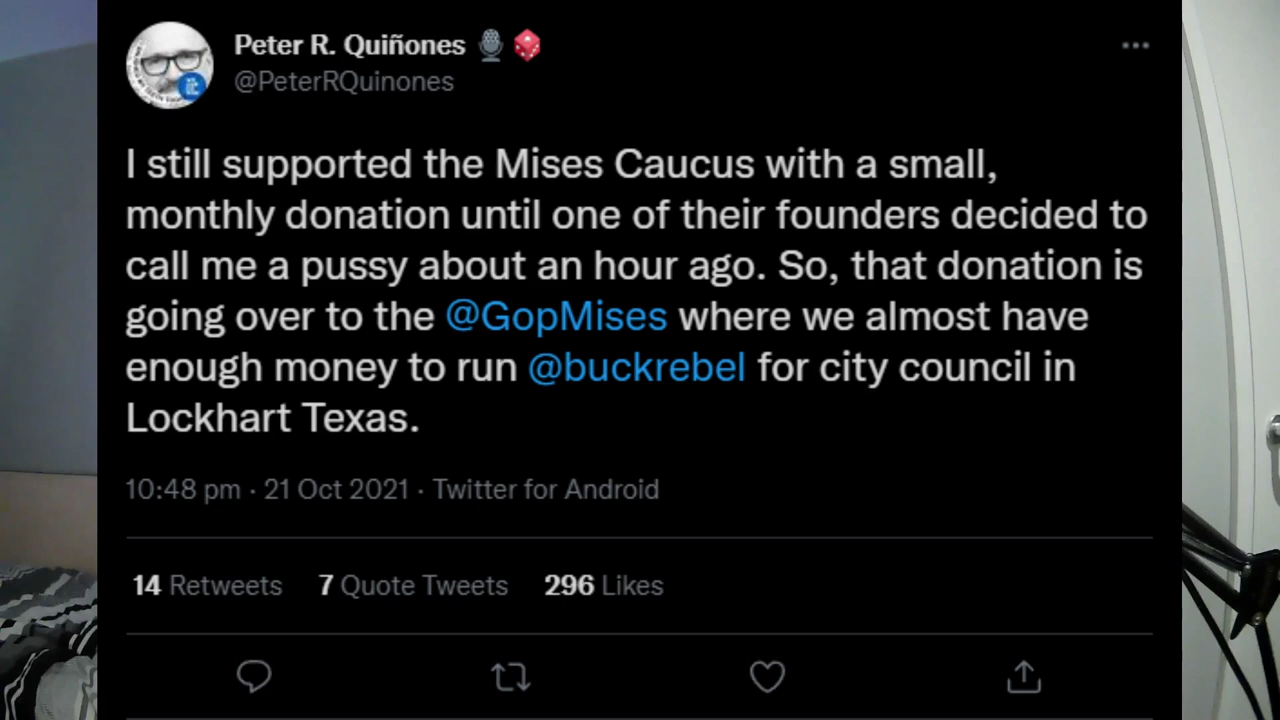 Peter R. Quiñones 🎙️🎲
@PeterRQuinones
I still supported the Mises Caucus with a small,
monthly donation until one of their founders decided to
call me a pussy about an hour ago. So, that donation is
going over to the @GopMises where we almost have
enough money to run @buckrebel for city council in
Lockhart Texas.
10:48 pm · 21 Oct 2021 · Twitter for Android
14 Retweets 7 Quote Tweets 296 Likes